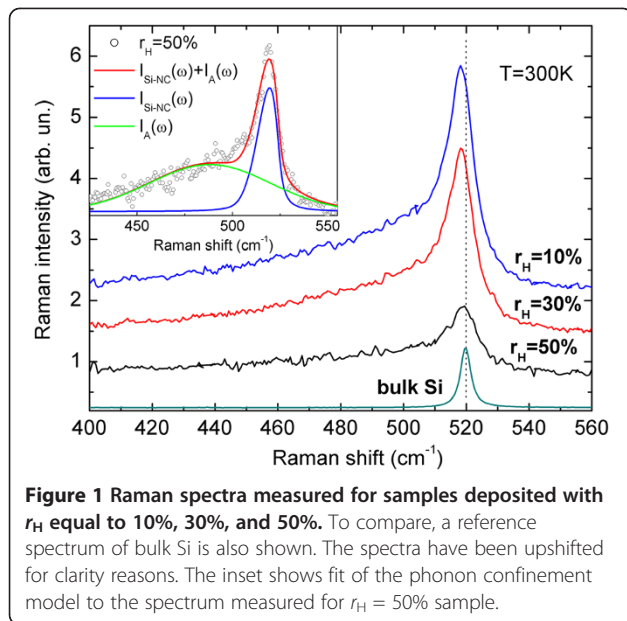 r_H=50%
I_Si-NC(ω)+I_A(ω)
I_Si-NC(ω)
I_A(ω)
450 500 550
Raman shift (cm⁻¹)
T=300K
6
5
4
3
2
1
Raman intensity (arb. un.)
r_H=10%
r_H=30%
r_H=50%
bulk Si
400 420 440 460 480 500 520 540 560
Raman shift (cm⁻¹)
Figure 1 Raman spectra measured for samples deposited with
r_H equal to 10%, 30%, and 50%. To compare, a reference
spectrum of bulk Si is also shown. The spectra have been upshifted
for clarity reasons. The inset shows fit of the phonon confinement
model to the spectrum measured for r_H = 50% sample.